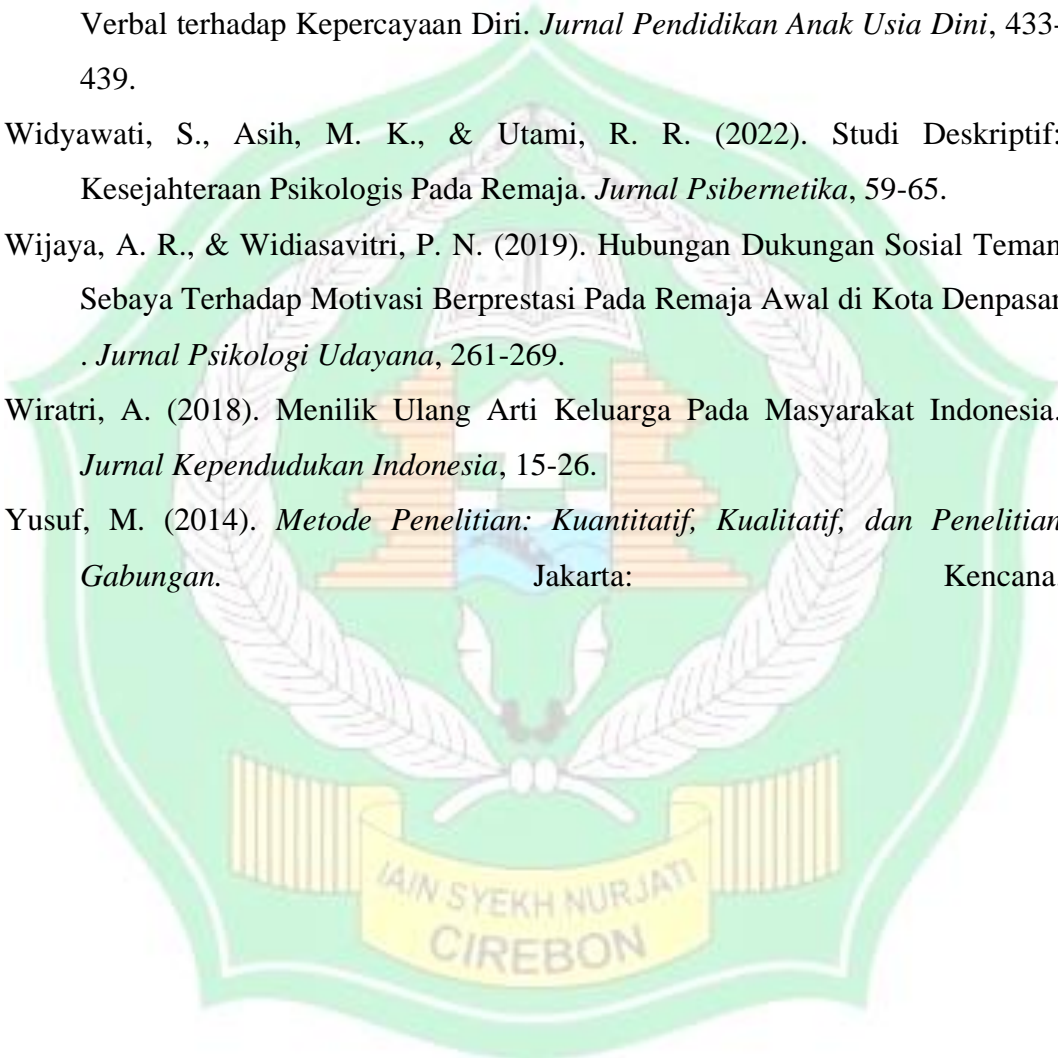 Verbal terhadap Kepercayaan Diri. Jurnal Pendidikan Anak Usia Dini, 433-
439.
Widyawati, S., Asih, M. K., & Utami, R. R. (2022). Studi Deskriptif:
Kesejahteraan Psikologis Pada Remaja. Jurnal Psibernetika, 59-65.
Wijaya, A. R., & Widiasavitri, P. N. (2019). Hubungan Dukungan Sosial Teman
Sebaya Terhadap Motivasi Berprestasi Pada Remaja Awal di Kota Denpasar
. Jurnal Psikologi Udayana, 261-269.
Wiratri, A. (2018). Menilik Ulang Arti Keluarga Pada Masyarakat Indonesia.
Jurnal Kependudukan Indonesia, 15-26.
Yusuf, M. (2014). Metode Penelitian: Kuantitatif, Kualitatif, dan Penelitian
Gabungan. Jakarta: Kencana.
IAIN SYEKH NURJATI
CIREBON